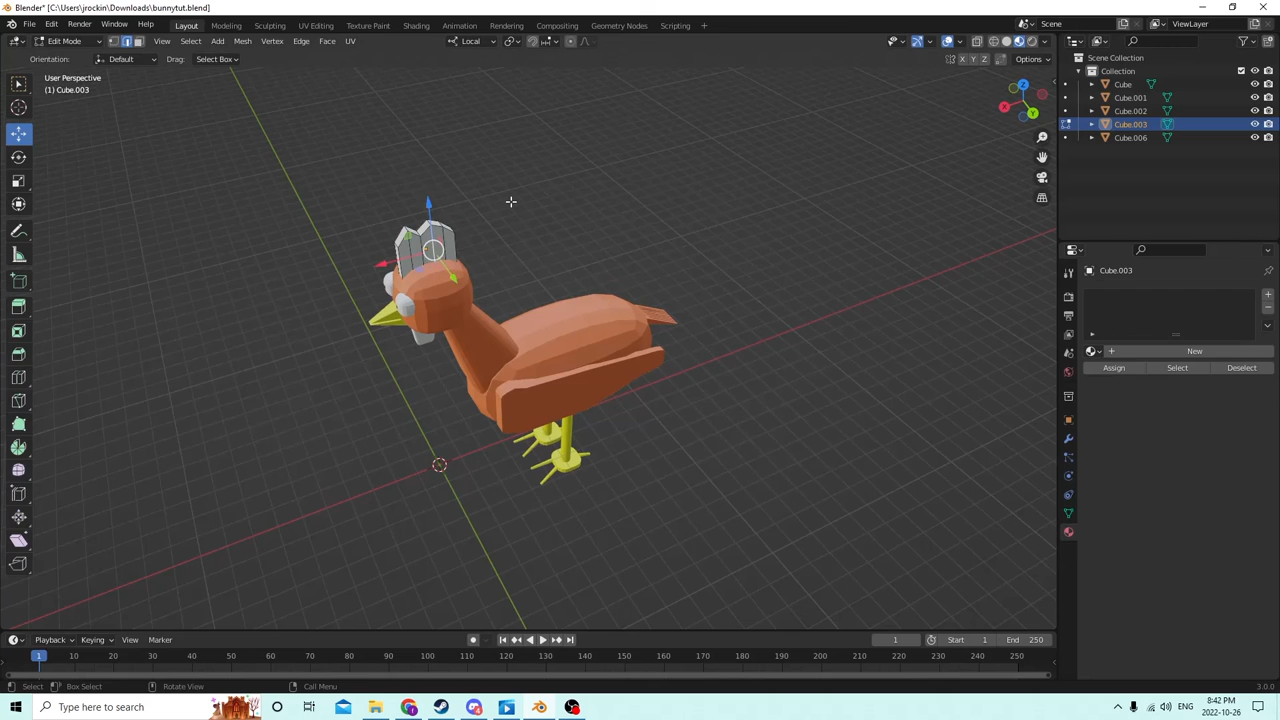 Blender* [C:\Users\jrockin\Downloads\bunnytut.blend]
File Edit Render Window Help Layout Modeling Sculpting UV Editing Texture Paint Shading Animation Rendering Compositing Geometry Nodes Scripting + Scene ViewLayer
Edit Mode View Select Add Mesh Vertex Edge Face UV Local
Orientation: Default Drag: Select Box X Y Z Options
User Perspective
(1) Cube.003
Z
X
Y
Scene Collection
Collection
Cube
Cube.001
Cube.002
Cube.003
Cube.006
Cube.003
New
Assign Select Deselect
Playback Keying View Marker 1 Start 1 End 250
1 10 20 30 40 50 60 70 80 90 100 110 120 130 140 150 160 170 180 190 200 210 220 230 240 250
Select Box Select Rotate View Call Menu 3.0.0
Type here to search ENG 8:42 PM
2022-10-26